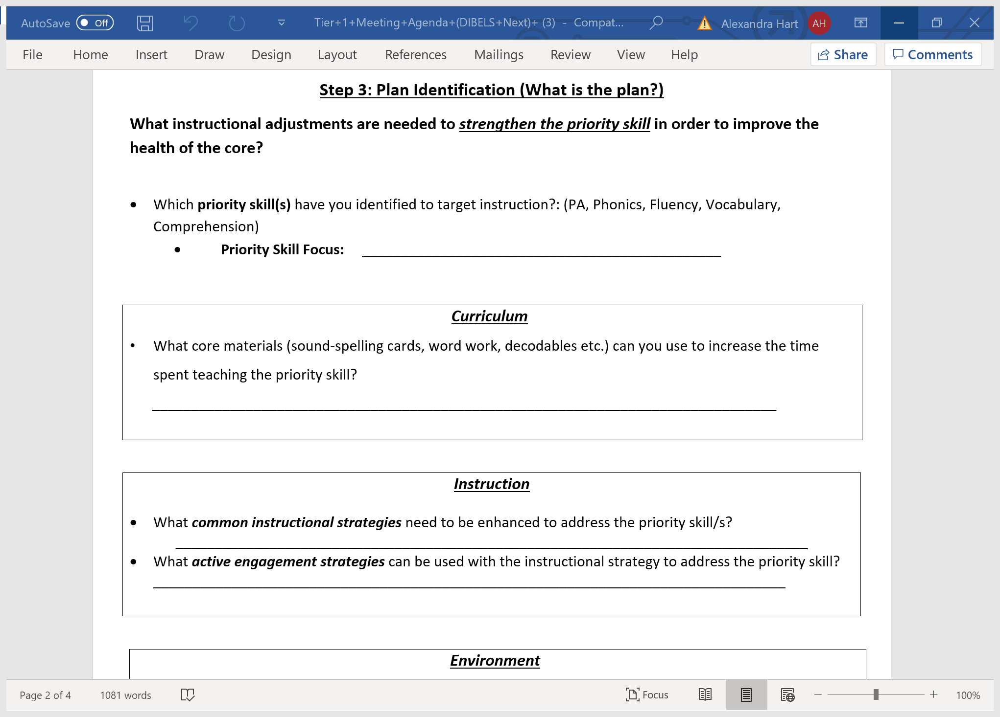 AutoSave Off Tier+1+Meeting+Agenda+(DIBELS+Next)+ (3) - Compat... Alexandra Hart AH
File Home Insert Draw Design Layout References Mailings Review View Help Share Comments
Step 3: Plan Identification (What is the plan?)
What instructional adjustments are needed to strengthen the priority skill in order to improve the
health of the core?
• Which priority skill(s) have you identified to target instruction?: (PA, Phonics, Fluency, Vocabulary,
Comprehension)
• Priority Skill Focus: ______________________________
Curriculum
• What core materials (sound-spelling cards, word work, decodables etc.) can you use to increase the time
spent teaching the priority skill?
______________________________
Instruction
• What common instructional strategies need to be enhanced to address the priority skill/s?
______________________________
• What active engagement strategies can be used with the instructional strategy to address the priority skill?
______________________________
Environment
Page 2 of 4 1081 words Focus 100%